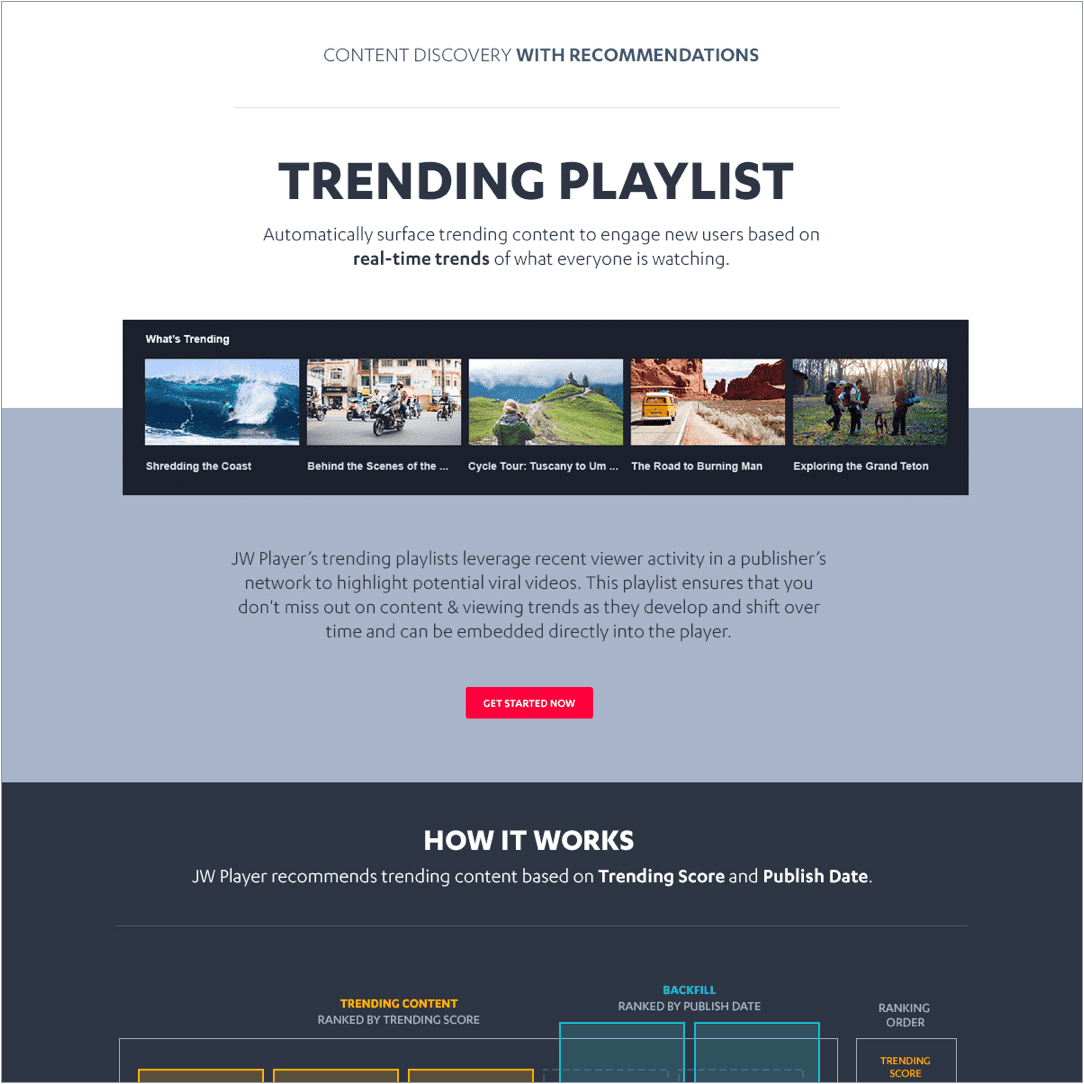 CONTENT DISCOVERY WITH RECOMMENDATIONS
TRENDING PLAYLIST
Automatically surface trending content to engage new users based on
real-time trends of what everyone is watching.
What's Trending
Shredding the Coast
Behind the Scenes of the ...
Cycle Tour: Tuscany to Um ...
The Road to Burning Man
Exploring the Grand Teton
JW Player’s trending playlists leverage recent viewer activity in a publisher’s
network to highlight potential viral videos. This playlist ensures that you
don't miss out on content & viewing trends as they develop and shift over
time and can be embedded directly into the player.
GET STARTED NOW
HOW IT WORKS
JW Player recommends trending content based on Trending Score and Publish Date.
TRENDING CONTENT
RANKED BY TRENDING SCORE
BACKFILL
RANKED BY PUBLISH DATE
RANKING
ORDER
TRENDING
SCORE